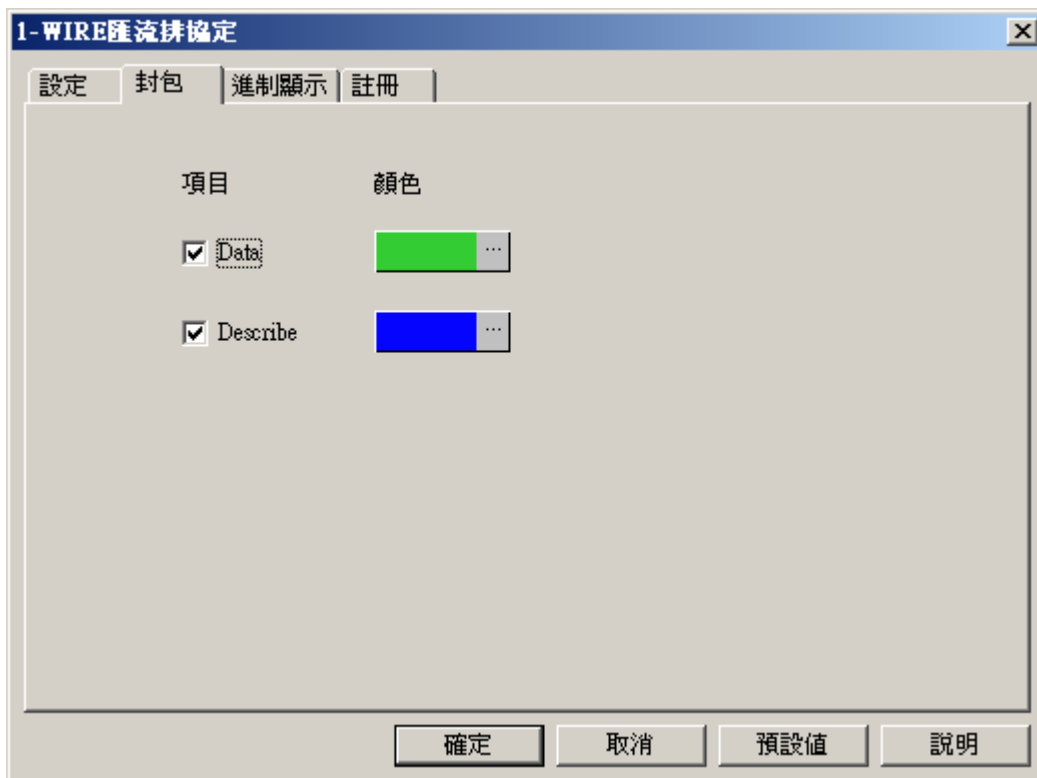 1-WIRE匯流排協定
設定 封包 進制顯示 註冊
項目 顏色
Data ...
Describe ...
確定 取消 預設值 說明